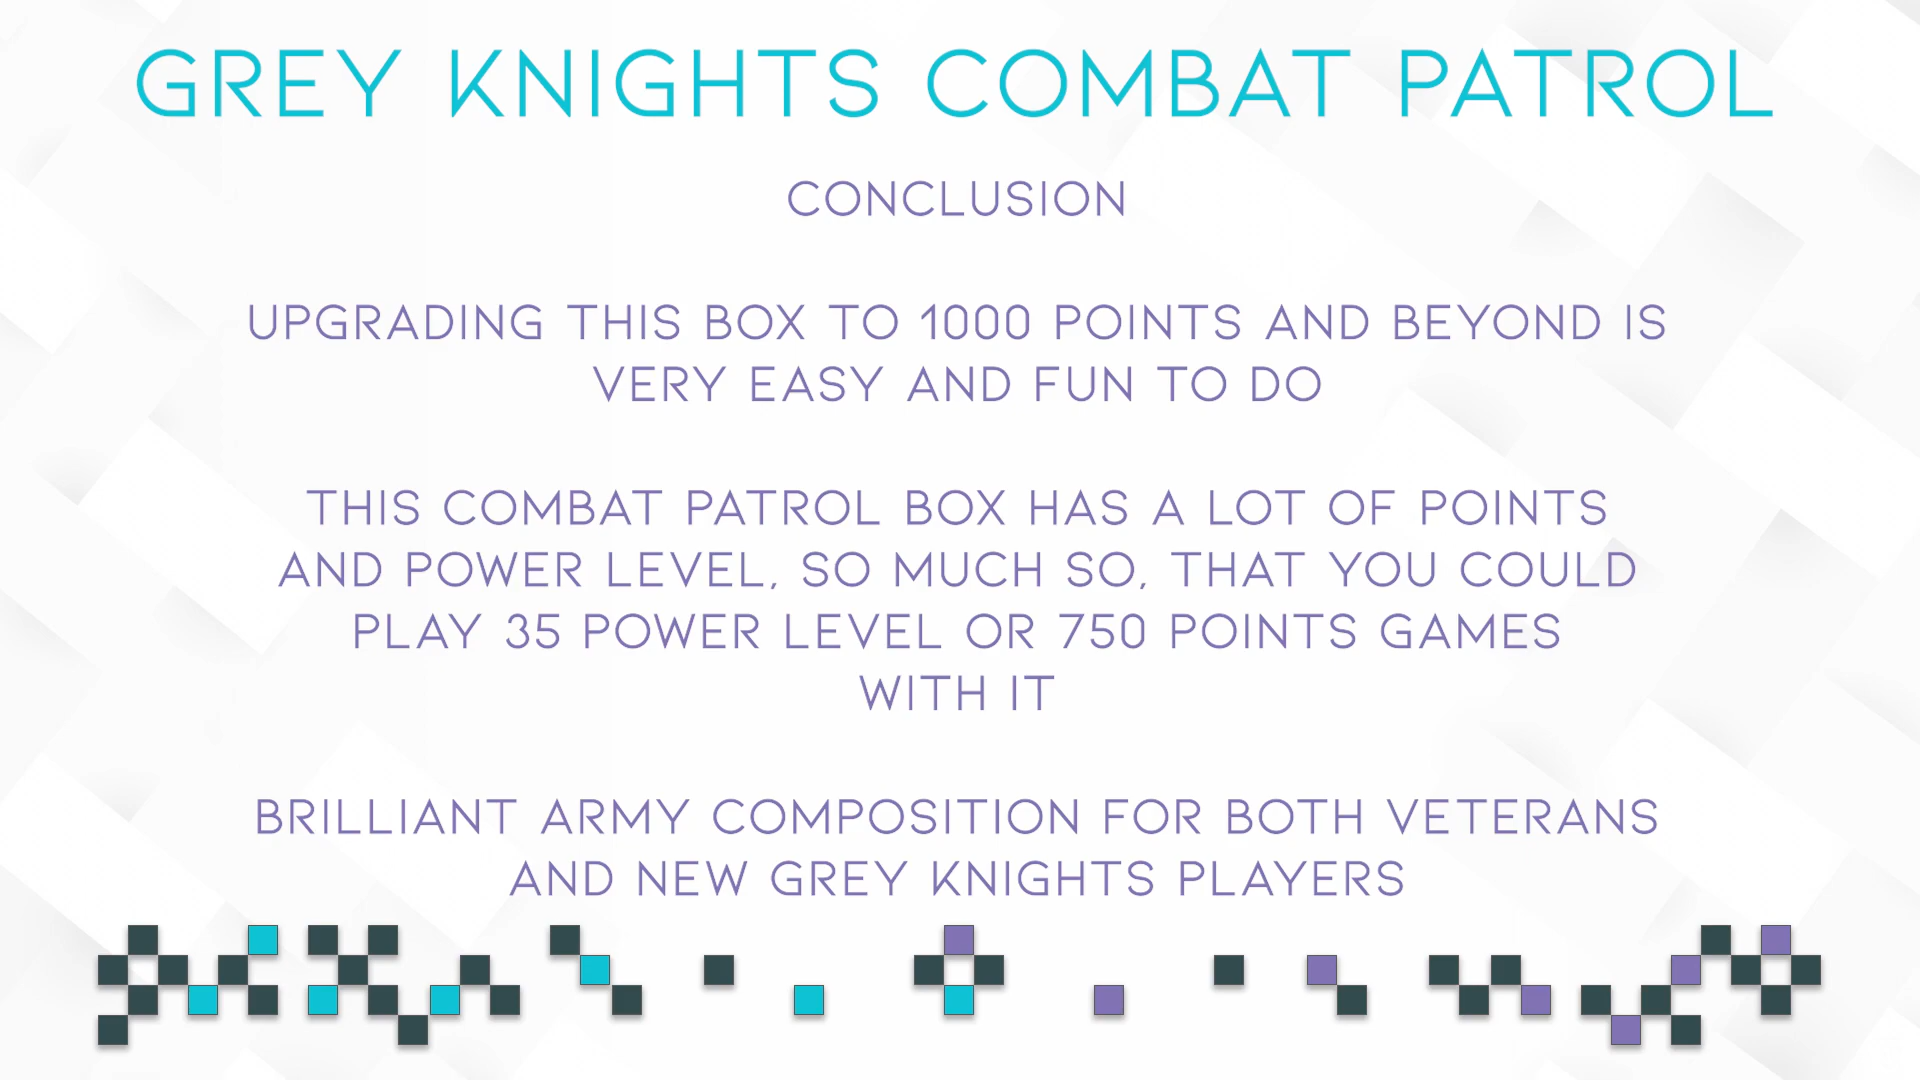 GREY KNIGHTS COMBAT PATROL
CONCLUSION
UPGRADING THIS BOX TO 1000 POINTS AND BEYOND IS
VERY EASY AND FUN TO DO
THIS COMBAT PATROL BOX HAS A LOT OF POINTS
AND POWER LEVEL, SO MUCH SO, THAT YOU COULD
PLAY 35 POWER LEVEL OR 750 POINTS GAMES
WITH IT
BRILLIANT ARMY COMPOSITION FOR BOTH VETERANS
AND NEW GREY KNIGHTS PLAYERS